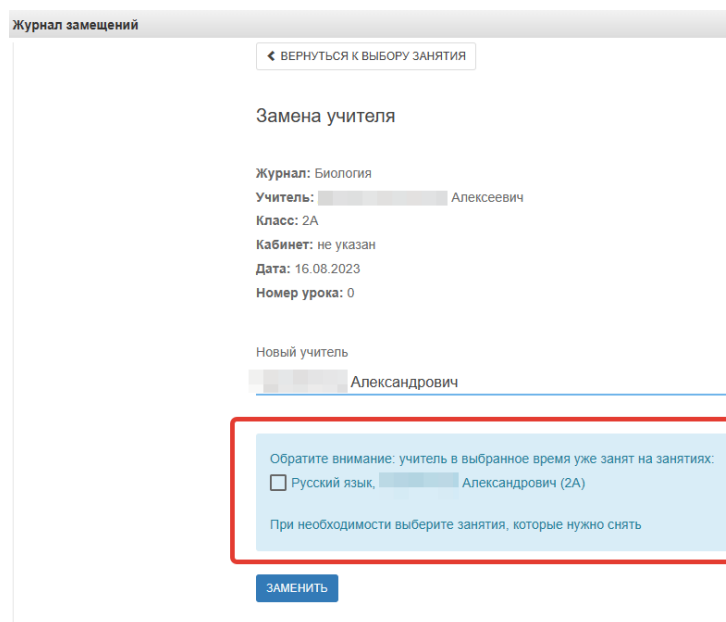 Журнал замещений
ВЕРНУТЬСЯ К ВЫБОРУ ЗАНЯТИЯ
Замена учителя
Журнал: Биология
Учитель: Алексеевич
Класс: 2А
Кабинет: не указан
Дата: 16.08.2023
Номер урока: 0
Новый учитель
Александрович
Обратите внимание: учитель в выбранное время уже занят на занятиях:
Русский язык, Александрович (2А)
При необходимости выберите занятия, которые нужно снять
ЗАМЕНИТЬ